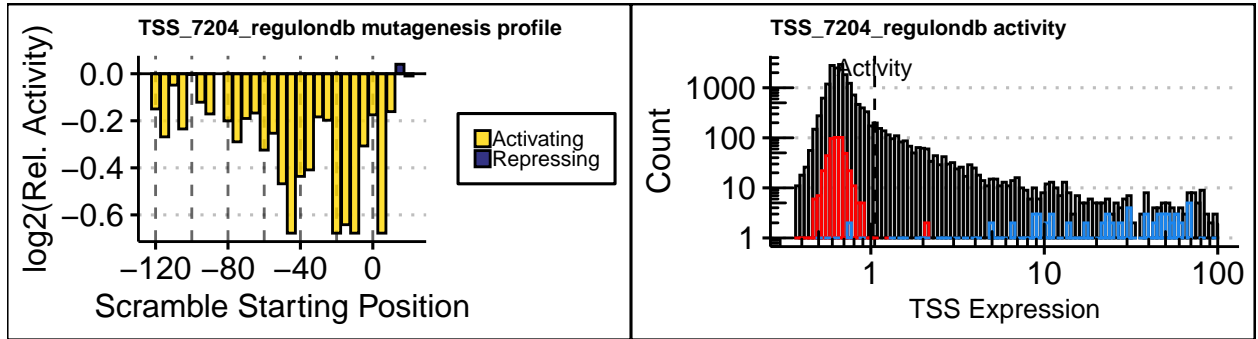 TSS_7204_regulondb mutagenesis profile
log2(Rel. Activity)
0.0
−0.2
−0.4
−0.6
−120
−80
−40
0
Scramble Starting Position
Activating
Repressing
TSS_7204_regulondb activity
Activity
Count
1000
100
10
1
1
10
100
TSS Expression